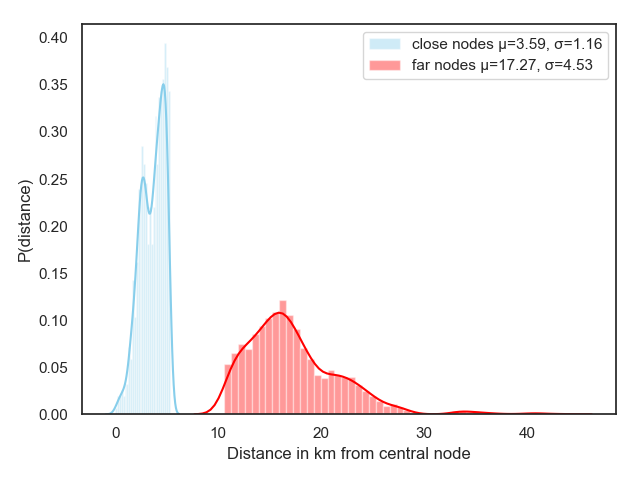 close nodes μ=3.59, σ=1.16
far nodes μ=17.27, σ=4.53
P(distance)
0.40
0.35
0.30
0.25
0.20
0.15
0.10
0.05
0.00
0 10 20 30 40
Distance in km from central node